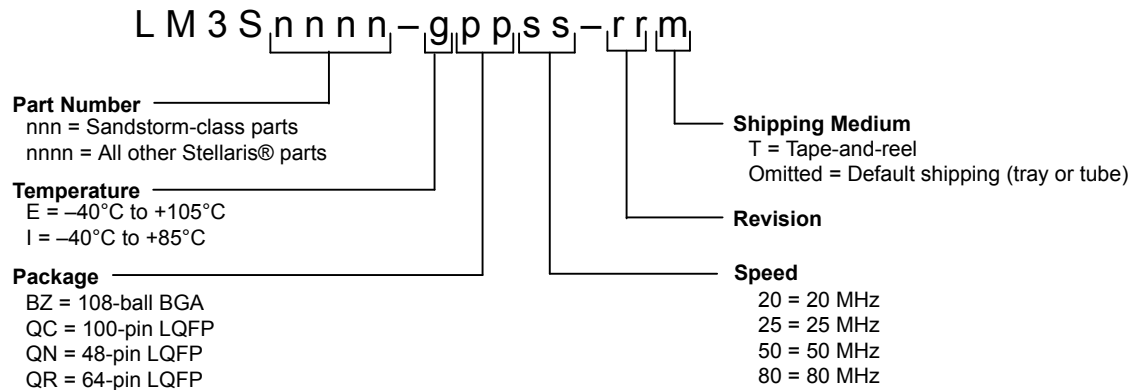 LM3Snnnn–gppss–rrm
Part Number
nnn = Sandstorm-class parts
nnnn = All other Stellaris® parts
Temperature
E = –40°C to +105°C
I = –40°C to +85°C
Package
BZ = 108-ball BGA
QC = 100-pin LQFP
QN = 48-pin LQFP
QR = 64-pin LQFP
Shipping Medium
T = Tape-and-reel
Omitted = Default shipping (tray or tube)
Revision
Speed
20 = 20 MHz
25 = 25 MHz
50 = 50 MHz
80 = 80 MHz